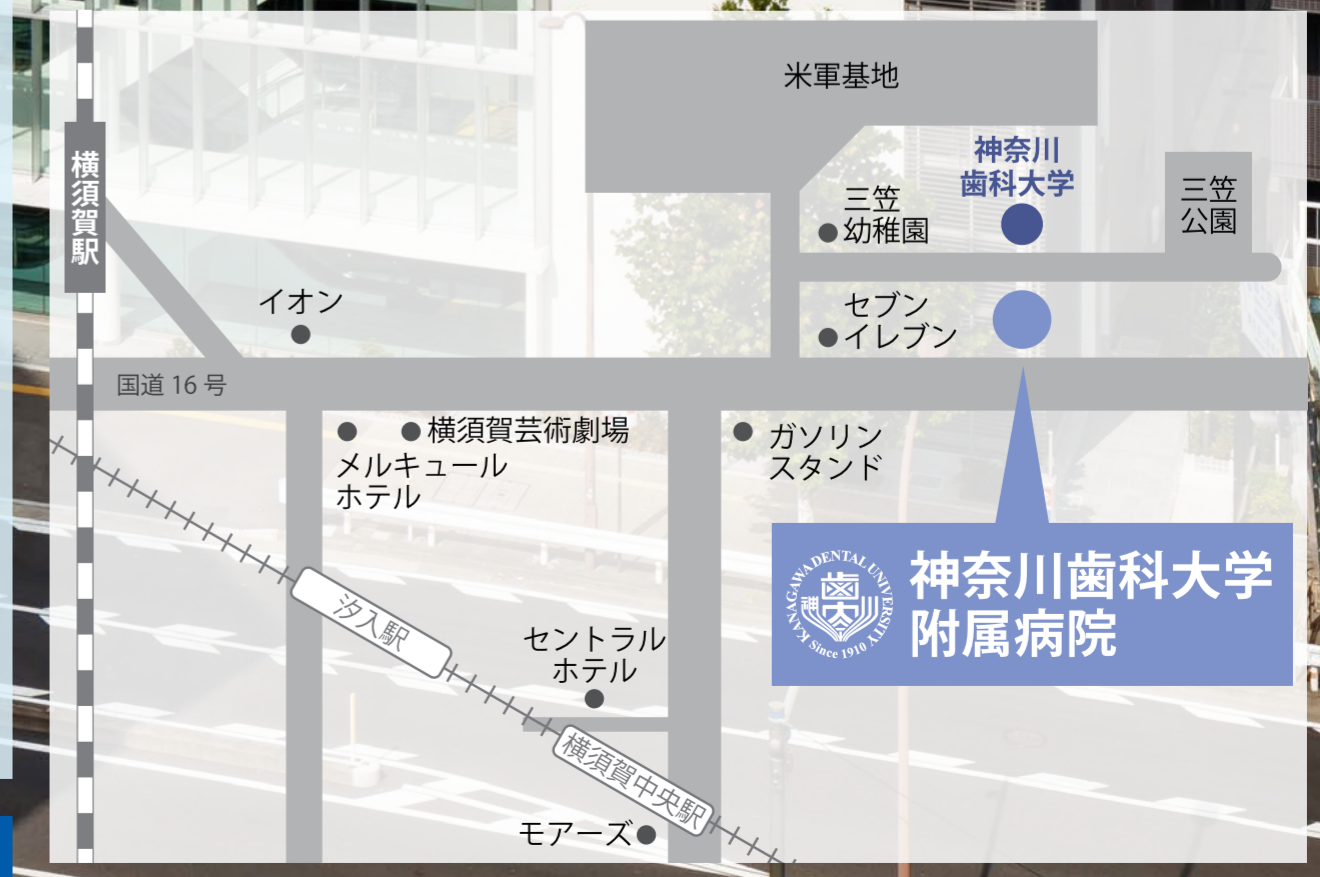 米軍基地
横須賀駅
神奈川
歯科大学
三笠
幼稚園
三笠
公園
イオン
セブン
イレブン
国道 16 号
横須賀芸術劇場
メルキュール
ホテル
ガソリン
スタンド
KANAGAWA DENTAL UNIVERSITY
Since 1910
神奈川歯科大学
附属病院
汐入駅
セントラル
ホテル
横須賀中央駅
モアーズ